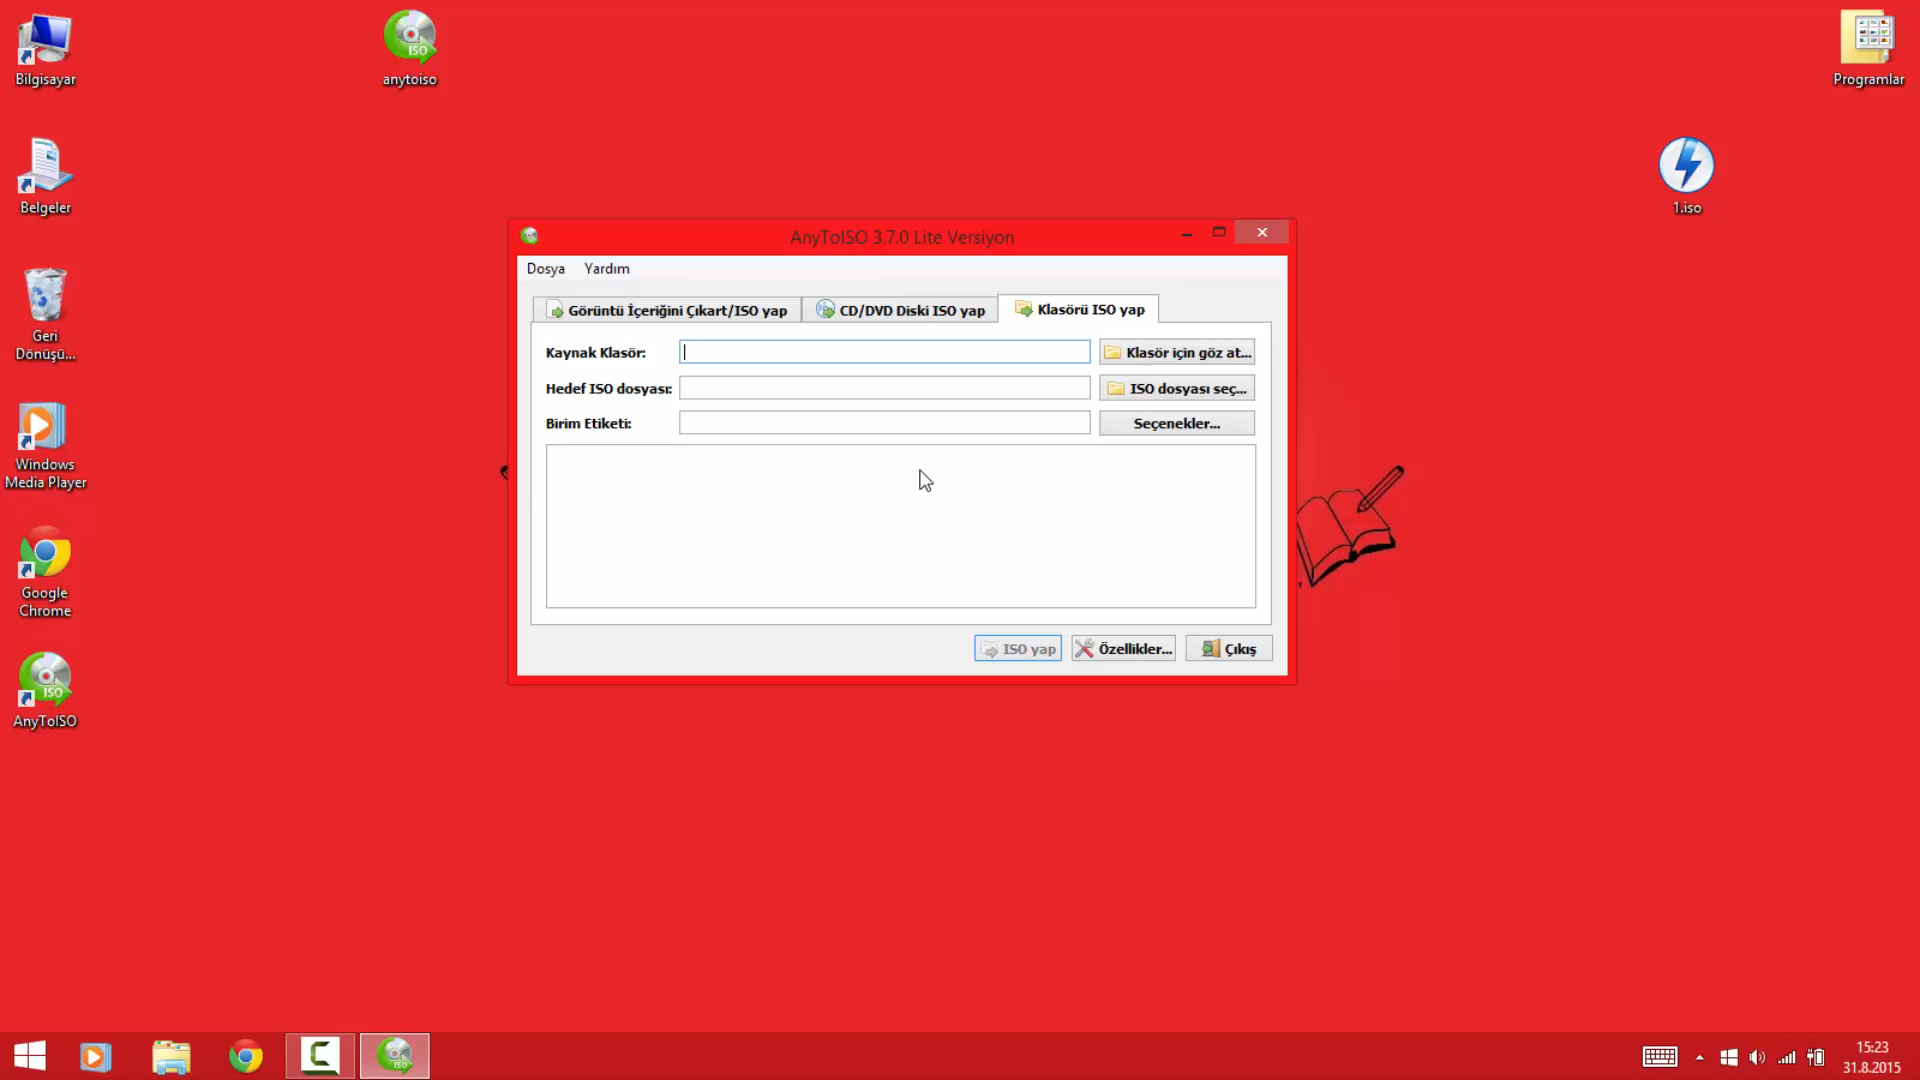 Bilgisayar
anytoiso
Programlar
Belgeler
1.iso
Geri
Dönüşü...
Windows
Media Player
Google
Chrome
AnyToISO
AnyToISO 3.7.0 Lite Versiyon
Dosya Yardım
Görüntü İçeriğini Çıkart/ISO yap CD/DVD Diski ISO yap Klasörü ISO yap
Kaynak Klasör: Klasör için göz at...
Hedef ISO dosyası: ISO dosyası seç...
Birim Etiketi: Seçenekler...
ISO yap Özellikler... Çıkış
15:23
31.8.2015